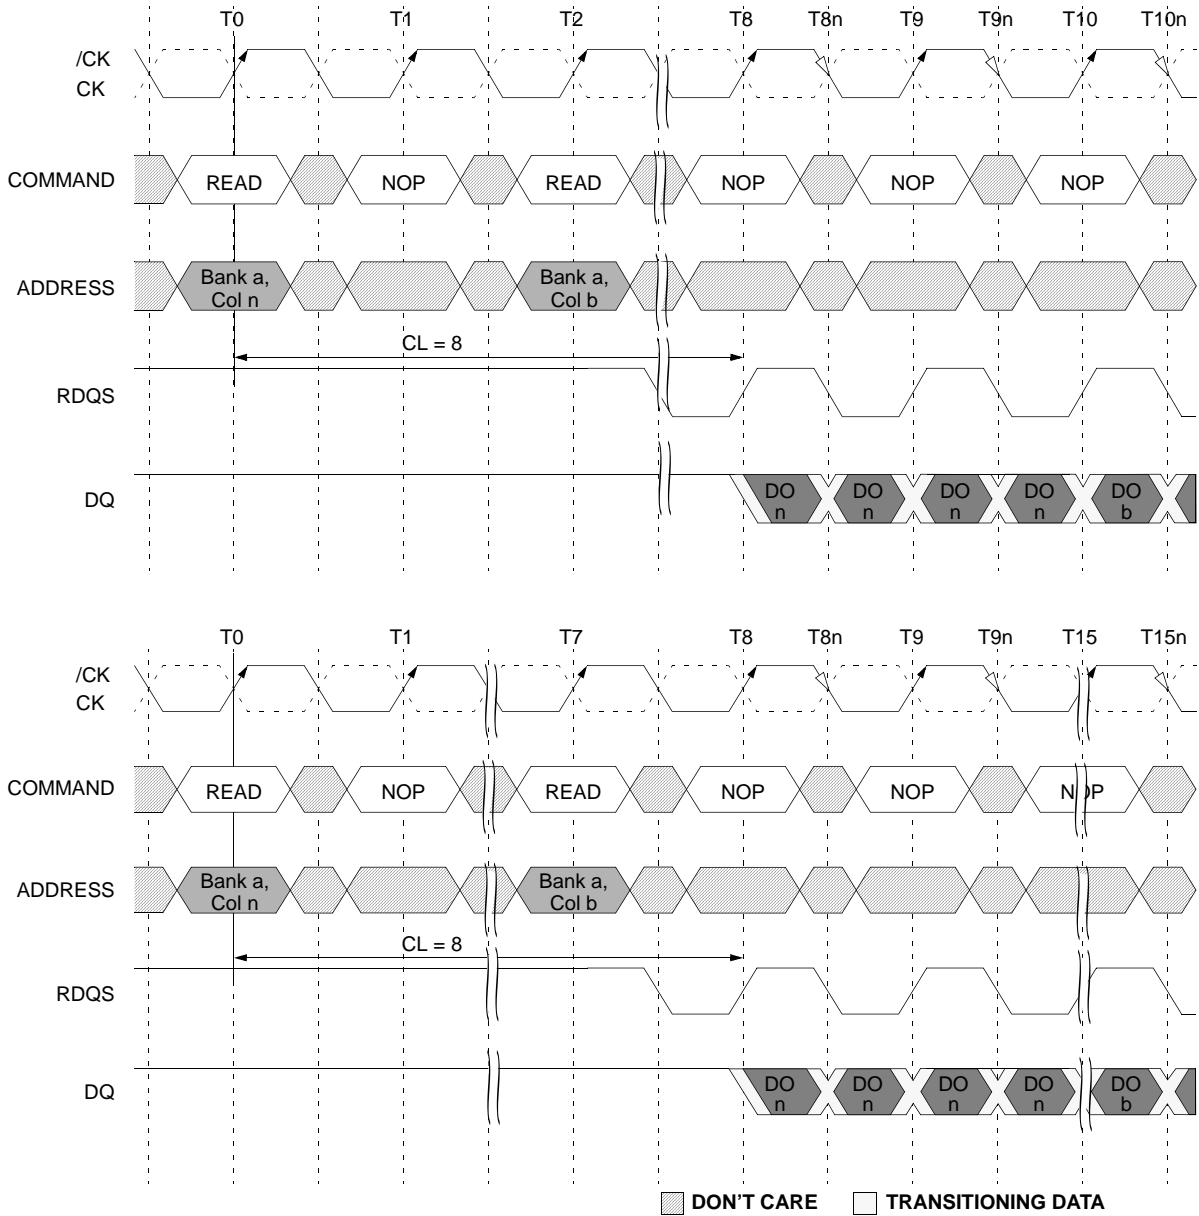 T0 T1 T2 T8 T8n T9 T9n T10 T10n
/CK
CK
COMMAND READ NOP READ NOP NOP NOP
ADDRESS Bank a, Bank a,
Col n Col b
CL = 8
RDQS
DQ DO DO DO DO DO
n n n n b
T0 T1 T7 T8 T8n T9 T9n T15 T15n
/CK
CK
COMMAND READ NOP READ NOP NOP NOP
ADDRESS Bank a, Bank a,
Col n Col b
CL = 8
RDQS
DQ DO DO DO DO DO
n n n n b
DON'T CARE TRANSITIONING DATA